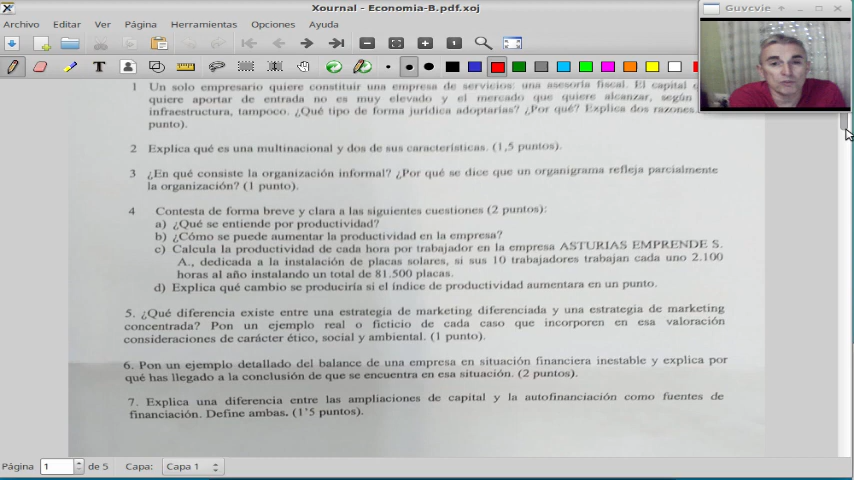 Xournal - Economia-B.pdf.xoj
Guvcvie
Archivo Editar Ver Página Herramientas Opciones Ayuda
1 Un solo empresario quiere constituir una empresa de servicios: una asesoría fiscal. El capital
quiere aportar de entrada no es muy elevado y el mercado que quiere alcanzar, según
infraestructura, tampoco. ¿Qué tipo de forma jurídica adoptarías? ¿Por qué? Explica dos razones
punto).
2 Explica qué es una multinacional y dos de sus características. (1,5 puntos).
3 ¿En qué consiste la organización informal? ¿Por qué se dice que un organigrama refleja parcialmente
la organización? (1 punto).
4 Contesta de forma breve y clara a las siguientes cuestiones (2 puntos):
a) ¿Qué se entiende por productividad?
b) ¿Cómo se puede aumentar la productividad en la empresa?
c) Calcula la productividad de cada hora por trabajador en la empresa ASTURIAS EMPRENDE S.
A., dedicada a la instalación de placas solares, si sus 10 trabajadores trabajan cada uno 2.100
horas al año instalando un total de 81.500 placas.
d) Explica qué cambio se produciría si el índice de productividad aumentara en un punto.
5. ¿Qué diferencia existe entre una estrategia de marketing diferenciada y una estrategia de marketing
concentrada? Pon un ejemplo real o ficticio de cada caso que incorporen en esa valoración
consideraciones de carácter ético, social y ambiental. (1 punto).
6. Pon un ejemplo detallado del balance de una empresa en situación financiera inestable y explica por
qué has llegado a la conclusión de que se encuentra en esa situación. (2 puntos).
7. Explica una diferencia entre las ampliaciones de capital y la autofinanciación como fuentes de
financiación. Define ambas. (1'5 puntos).
Página 1 de 5 Capa: Capa 1